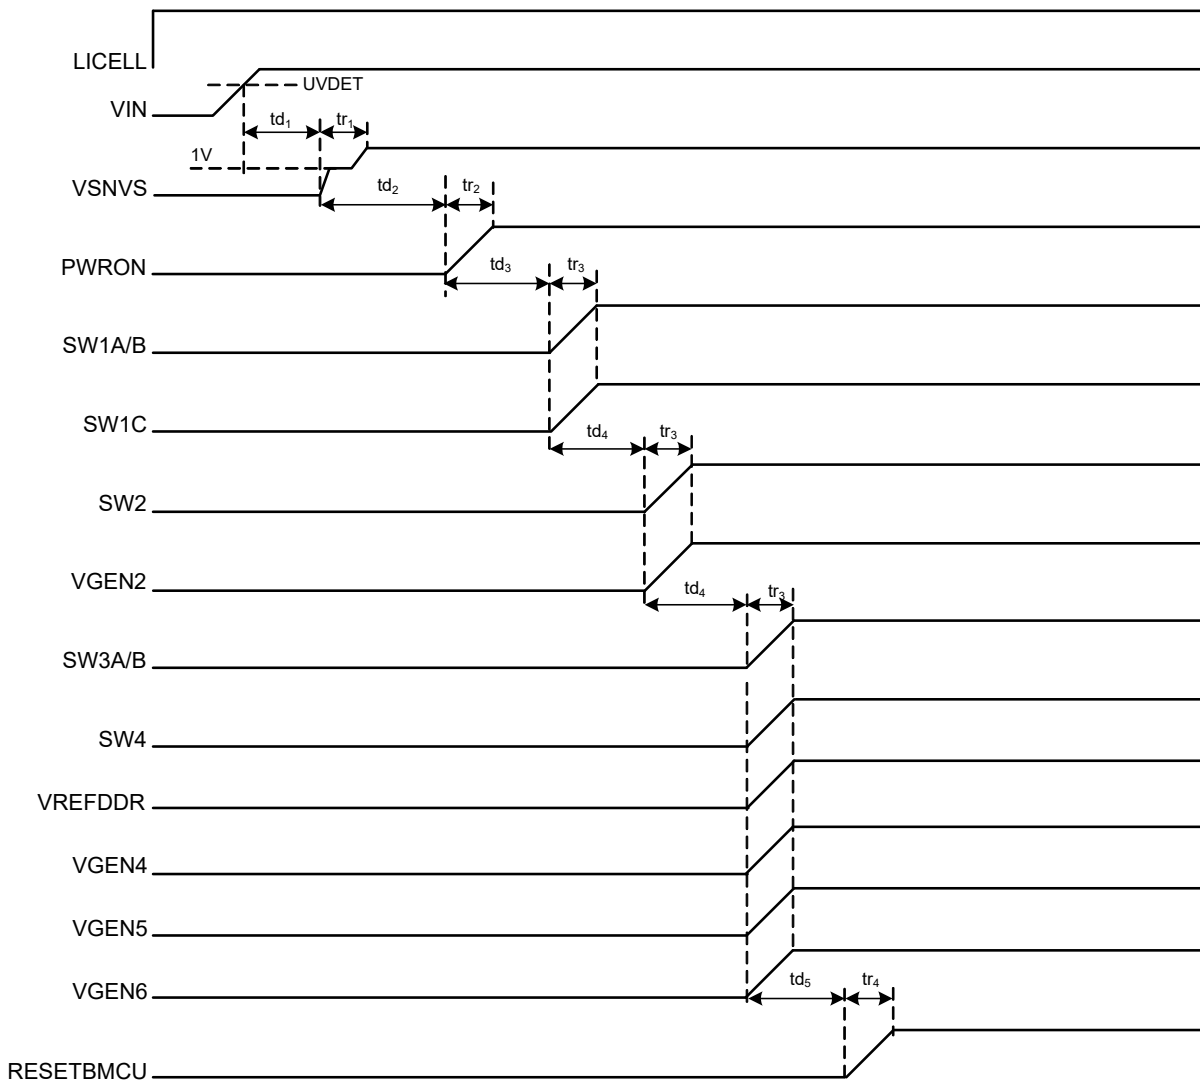 LICELL
UVDET
VIN
td₁ tr₁
1V
VSNVS
td₂ tr₂
PWRON
td₃ tr₃
SW1A/B
SW1C
td₄ tr₃
SW2
VGEN2
td₄ tr₃
SW3A/B
SW4
VREFDDR
VGEN4
VGEN5
VGEN6
td₅ tr₄
RESETBMCU